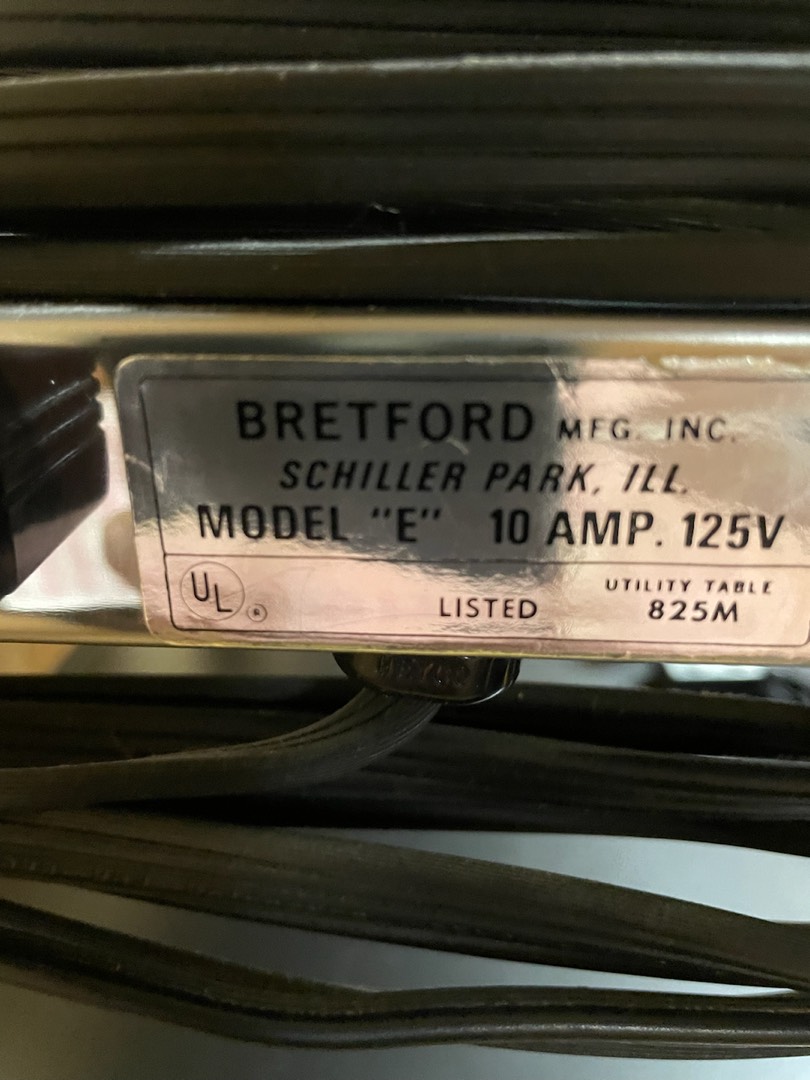 BRETFORD MFG. INC.
SCHILLER PARK, ILL.
MODEL "E" 10 AMP. 125V
UL ® LISTED
UTILITY TABLE
825M